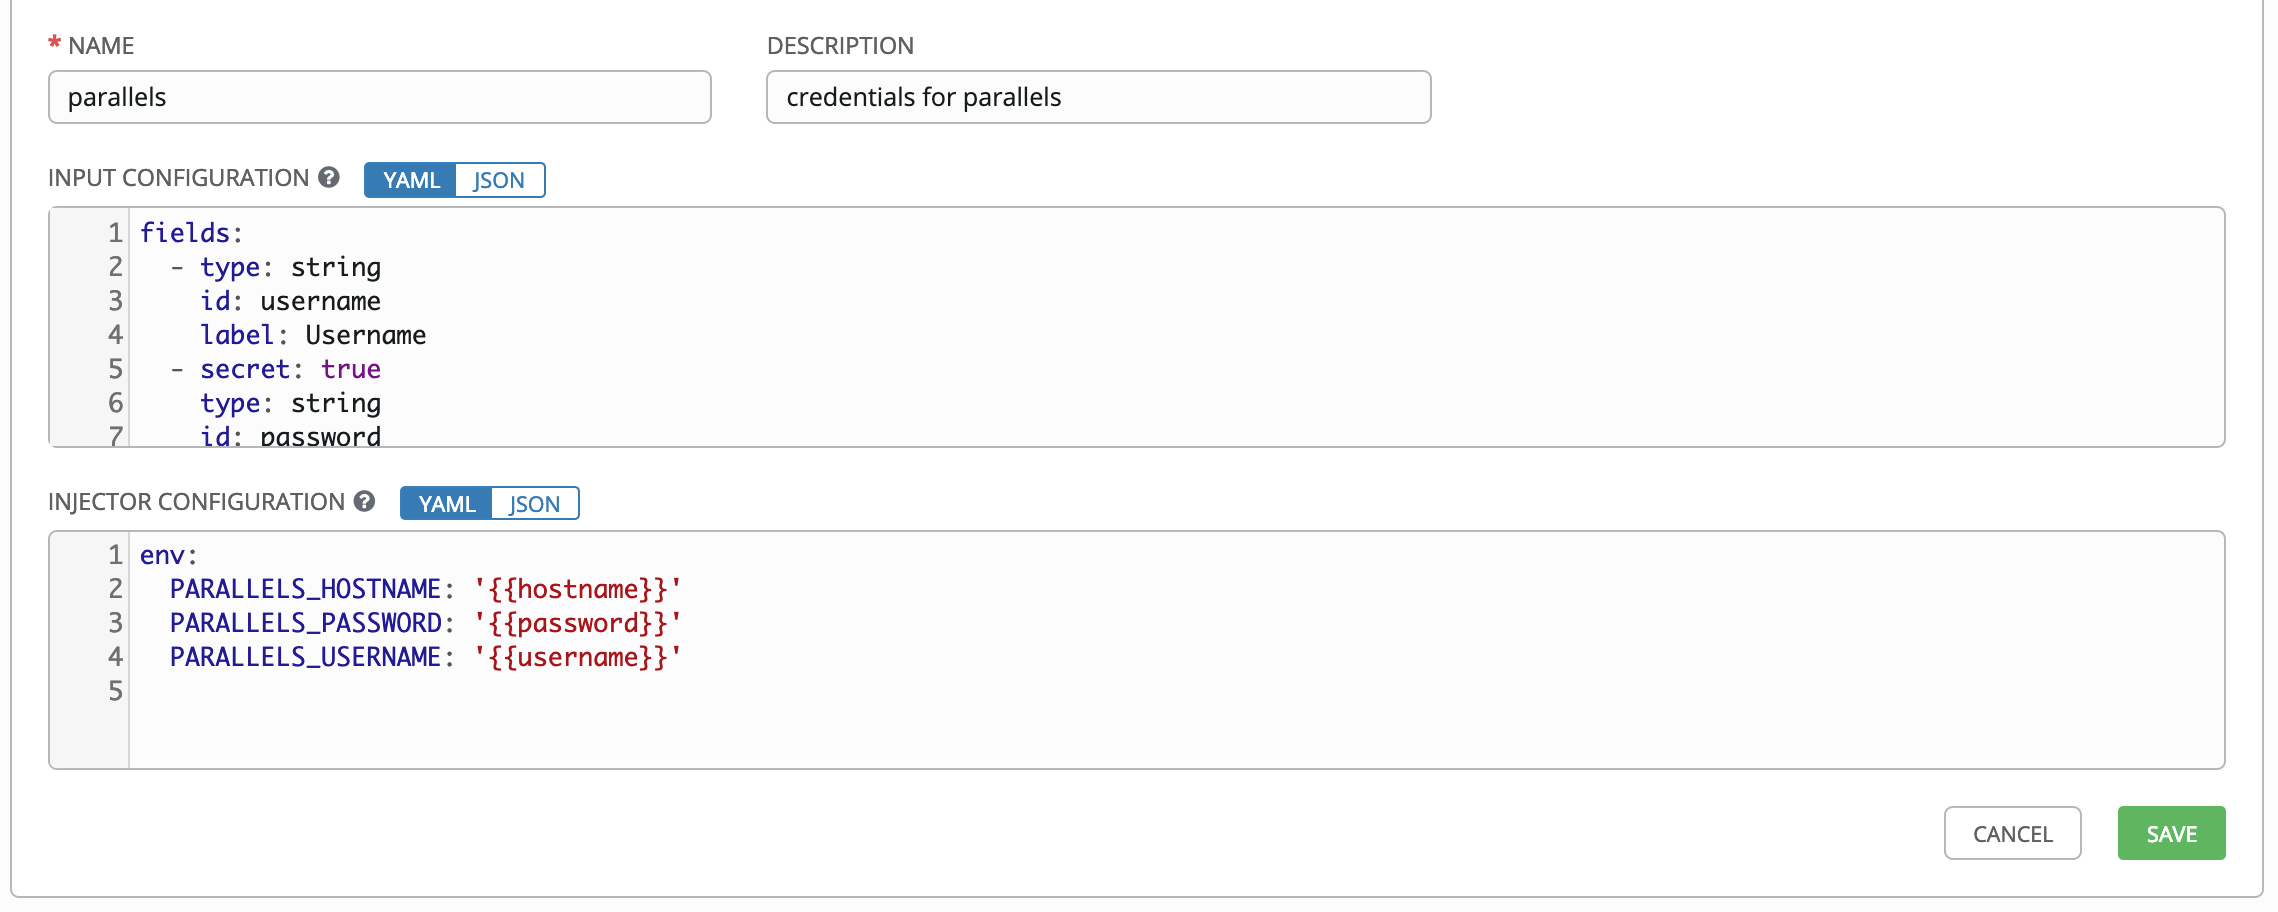 * NAME
DESCRIPTION
parallels
credentials for parallels
INPUT CONFIGURATION ? YAML JSON
1 fields:
2   - type: string
3     id: username
4     label: Username
5   - secret: true
6     type: string
7     id: password
INJECTOR CONFIGURATION ? YAML JSON
1 env:
2   PARALLELS_HOSTNAME: '{{hostname}}'
3   PARALLELS_PASSWORD: '{{password}}'
4   PARALLELS_USERNAME: '{{username}}'
5
CANCEL SAVE